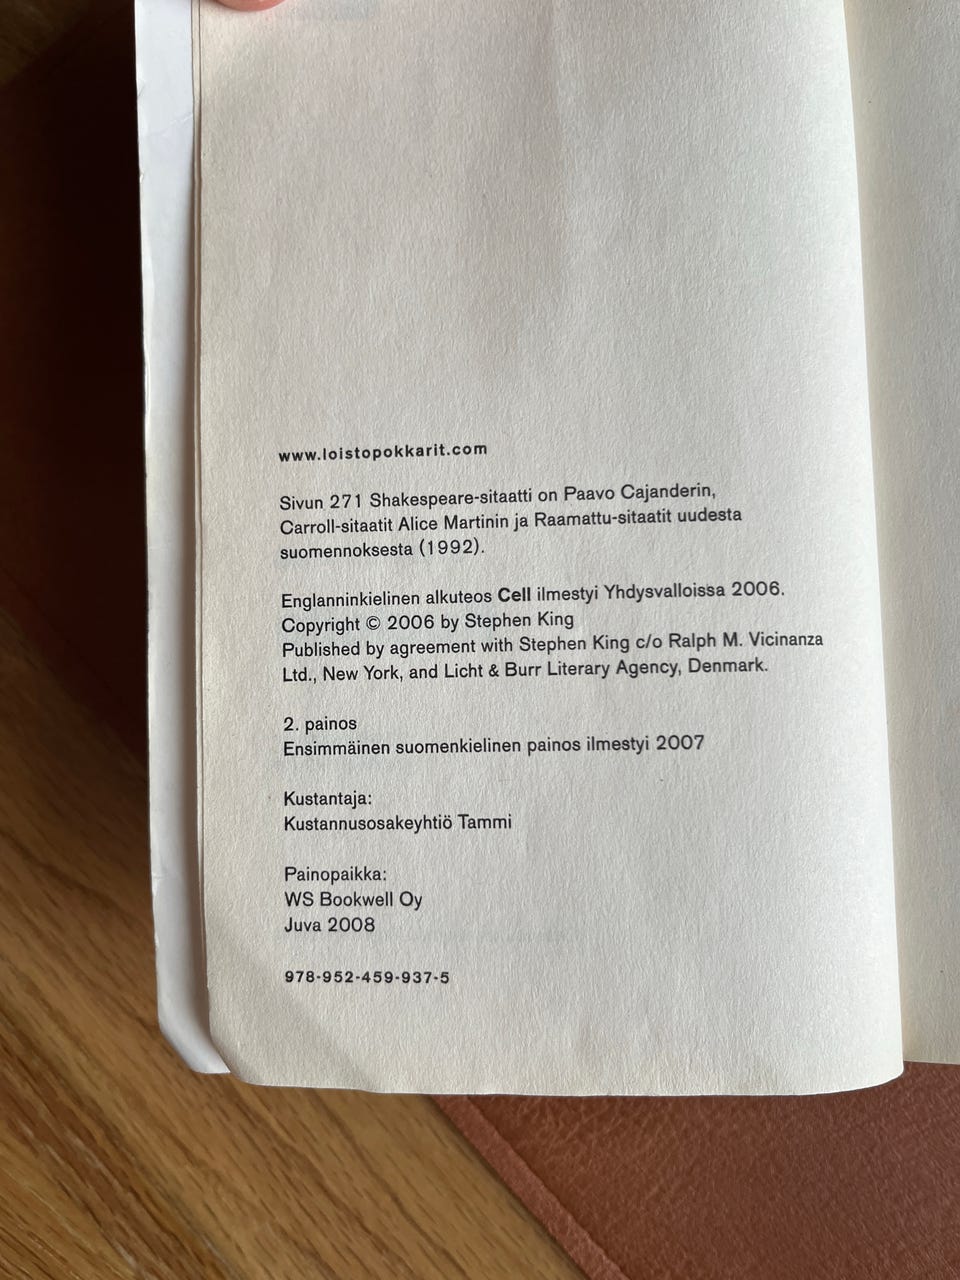 www.loistopokkarit.com
Sivun 271 Shakespeare-sitaatti on Paavo Cajanderin,
Carroll-sitaatit Alice Martinin ja Raamattu-sitaatit uudesta
suomennoksesta (1992).
Englanninkielinen alkuteos Cell ilmestyi Yhdysvalloissa 2006.
Copyright © 2006 by Stephen King
Published by agreement with Stephen King c/o Ralph M. Vicinanza
Ltd., New York, and Licht & Burr Literary Agency, Denmark.
2. painos
Ensimmäinen suomenkielinen painos ilmestyi 2007
Kustantaja:
Kustannusosakeyhtiö Tammi
Painopaikka:
WS Bookwell Oy
Juva 2008
978-952-459-937-5